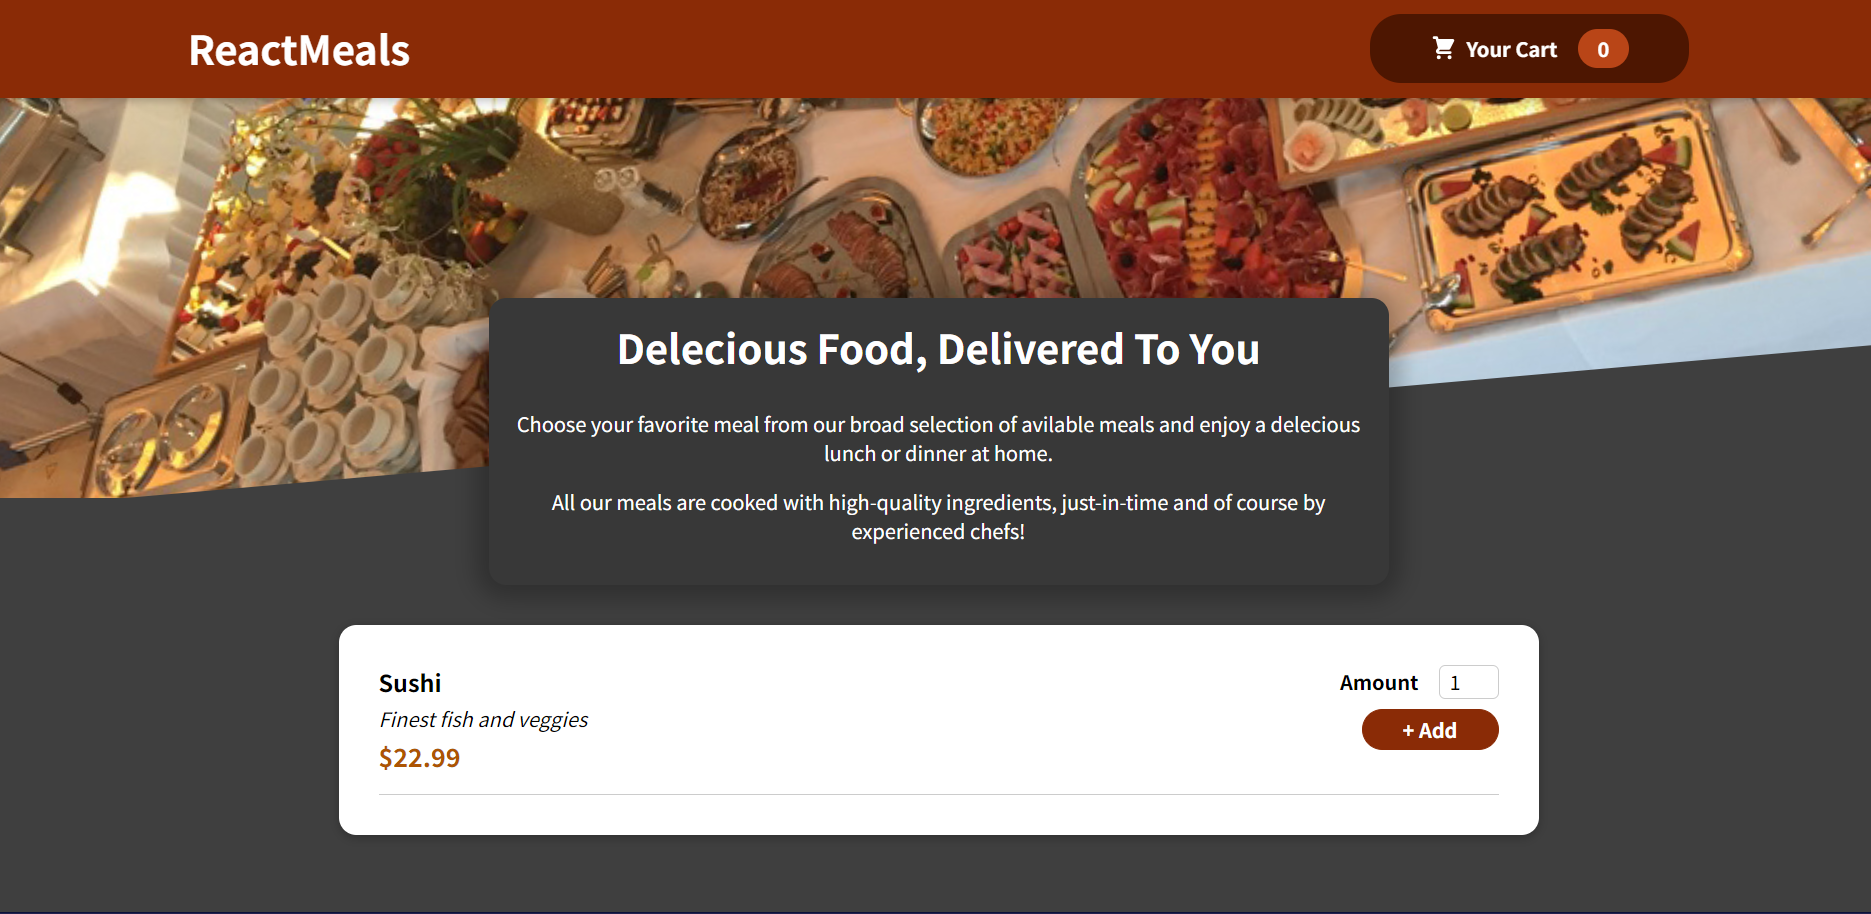 ReactMeals
Your Cart 0
Delecious Food, Delivered To You
Choose your favorite meal from our broad selection of avilable meals and enjoy a delecious
lunch or dinner at home.
All our meals are cooked with high-quality ingredients, just-in-time and of course by
experienced chefs!
Sushi
Finest fish and veggies
$22.99
Amount 1
+ Add